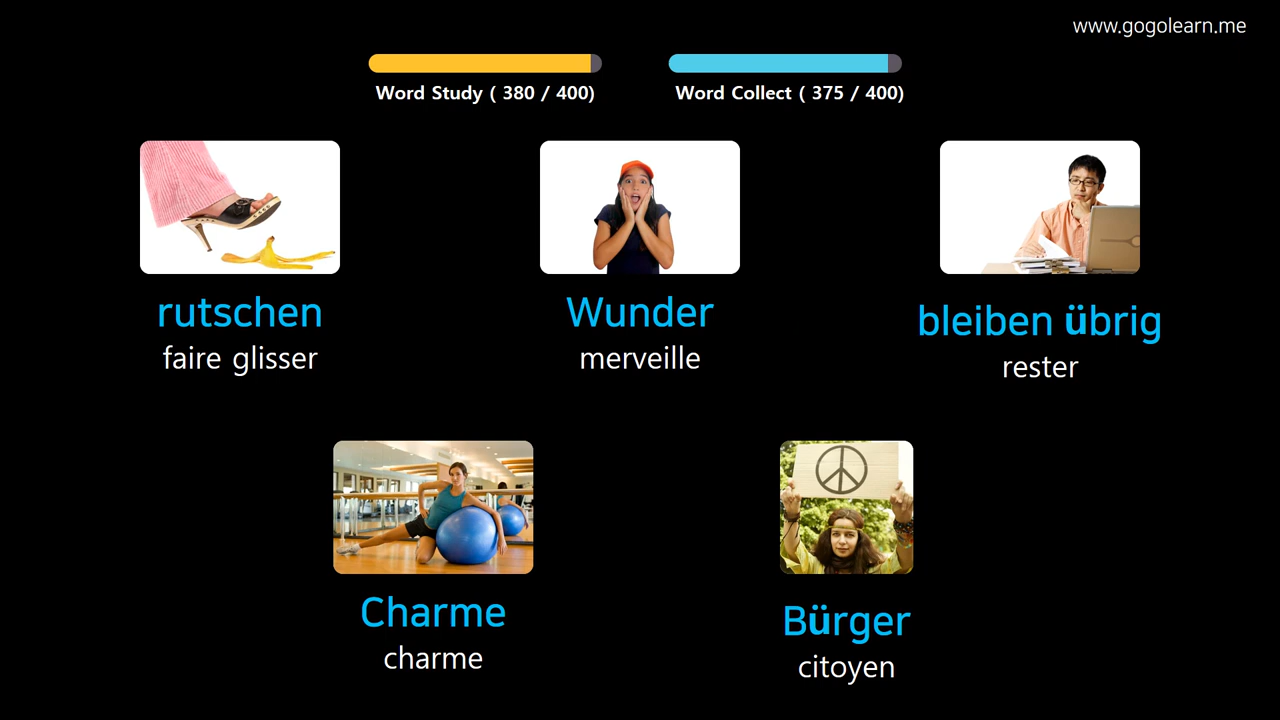 www.gogolearn.me
Word Study ( 380 / 400)
Word Collect ( 375 / 400)
rutschen
faire glisser
Wunder
merveille
bleiben übrig
rester
Charme
charme
Bürger
citoyen